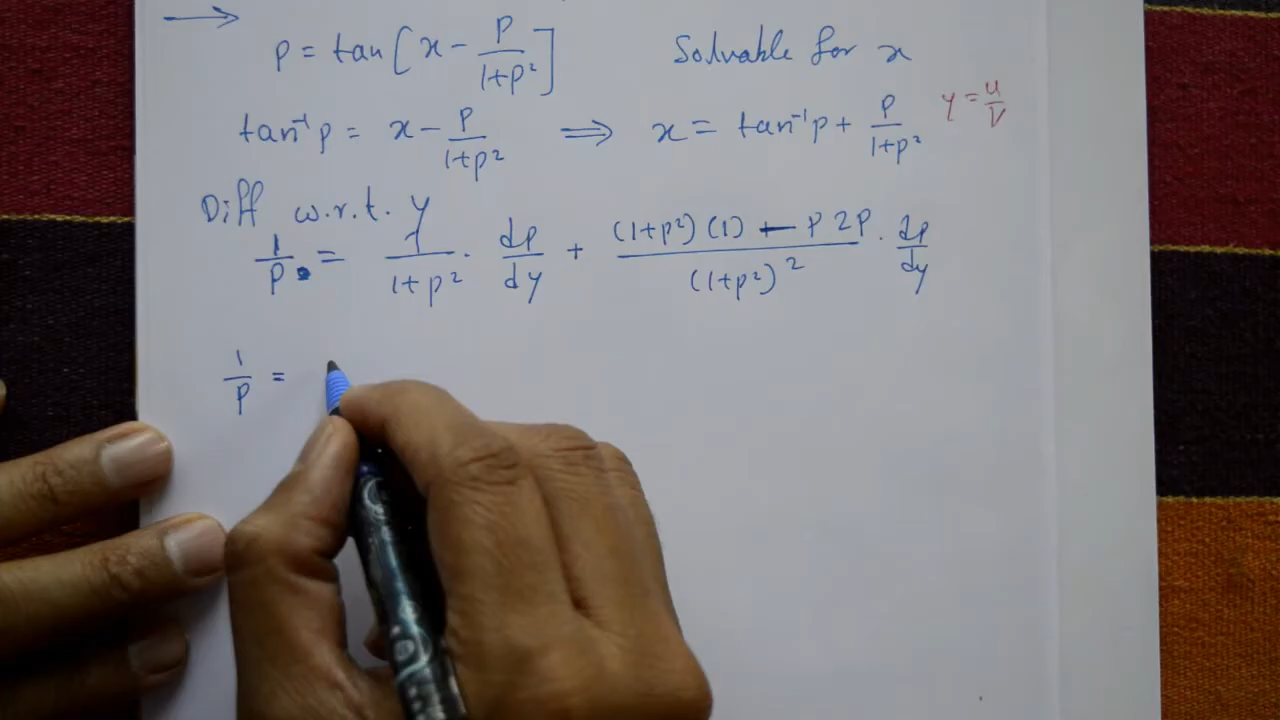 → p = tan[x - p/(1+p²)] Solvable for x
tan⁻¹p = x - p/(1+p²) ⟹ x = tan⁻¹p + p/(1+p²) y = u/v
Diff w.r.t. y
1/p = 1/(1+p²) · dp/dy + ((1+p²)(1) - p 2p)/(1+p²)² · dp/dy
1/p =